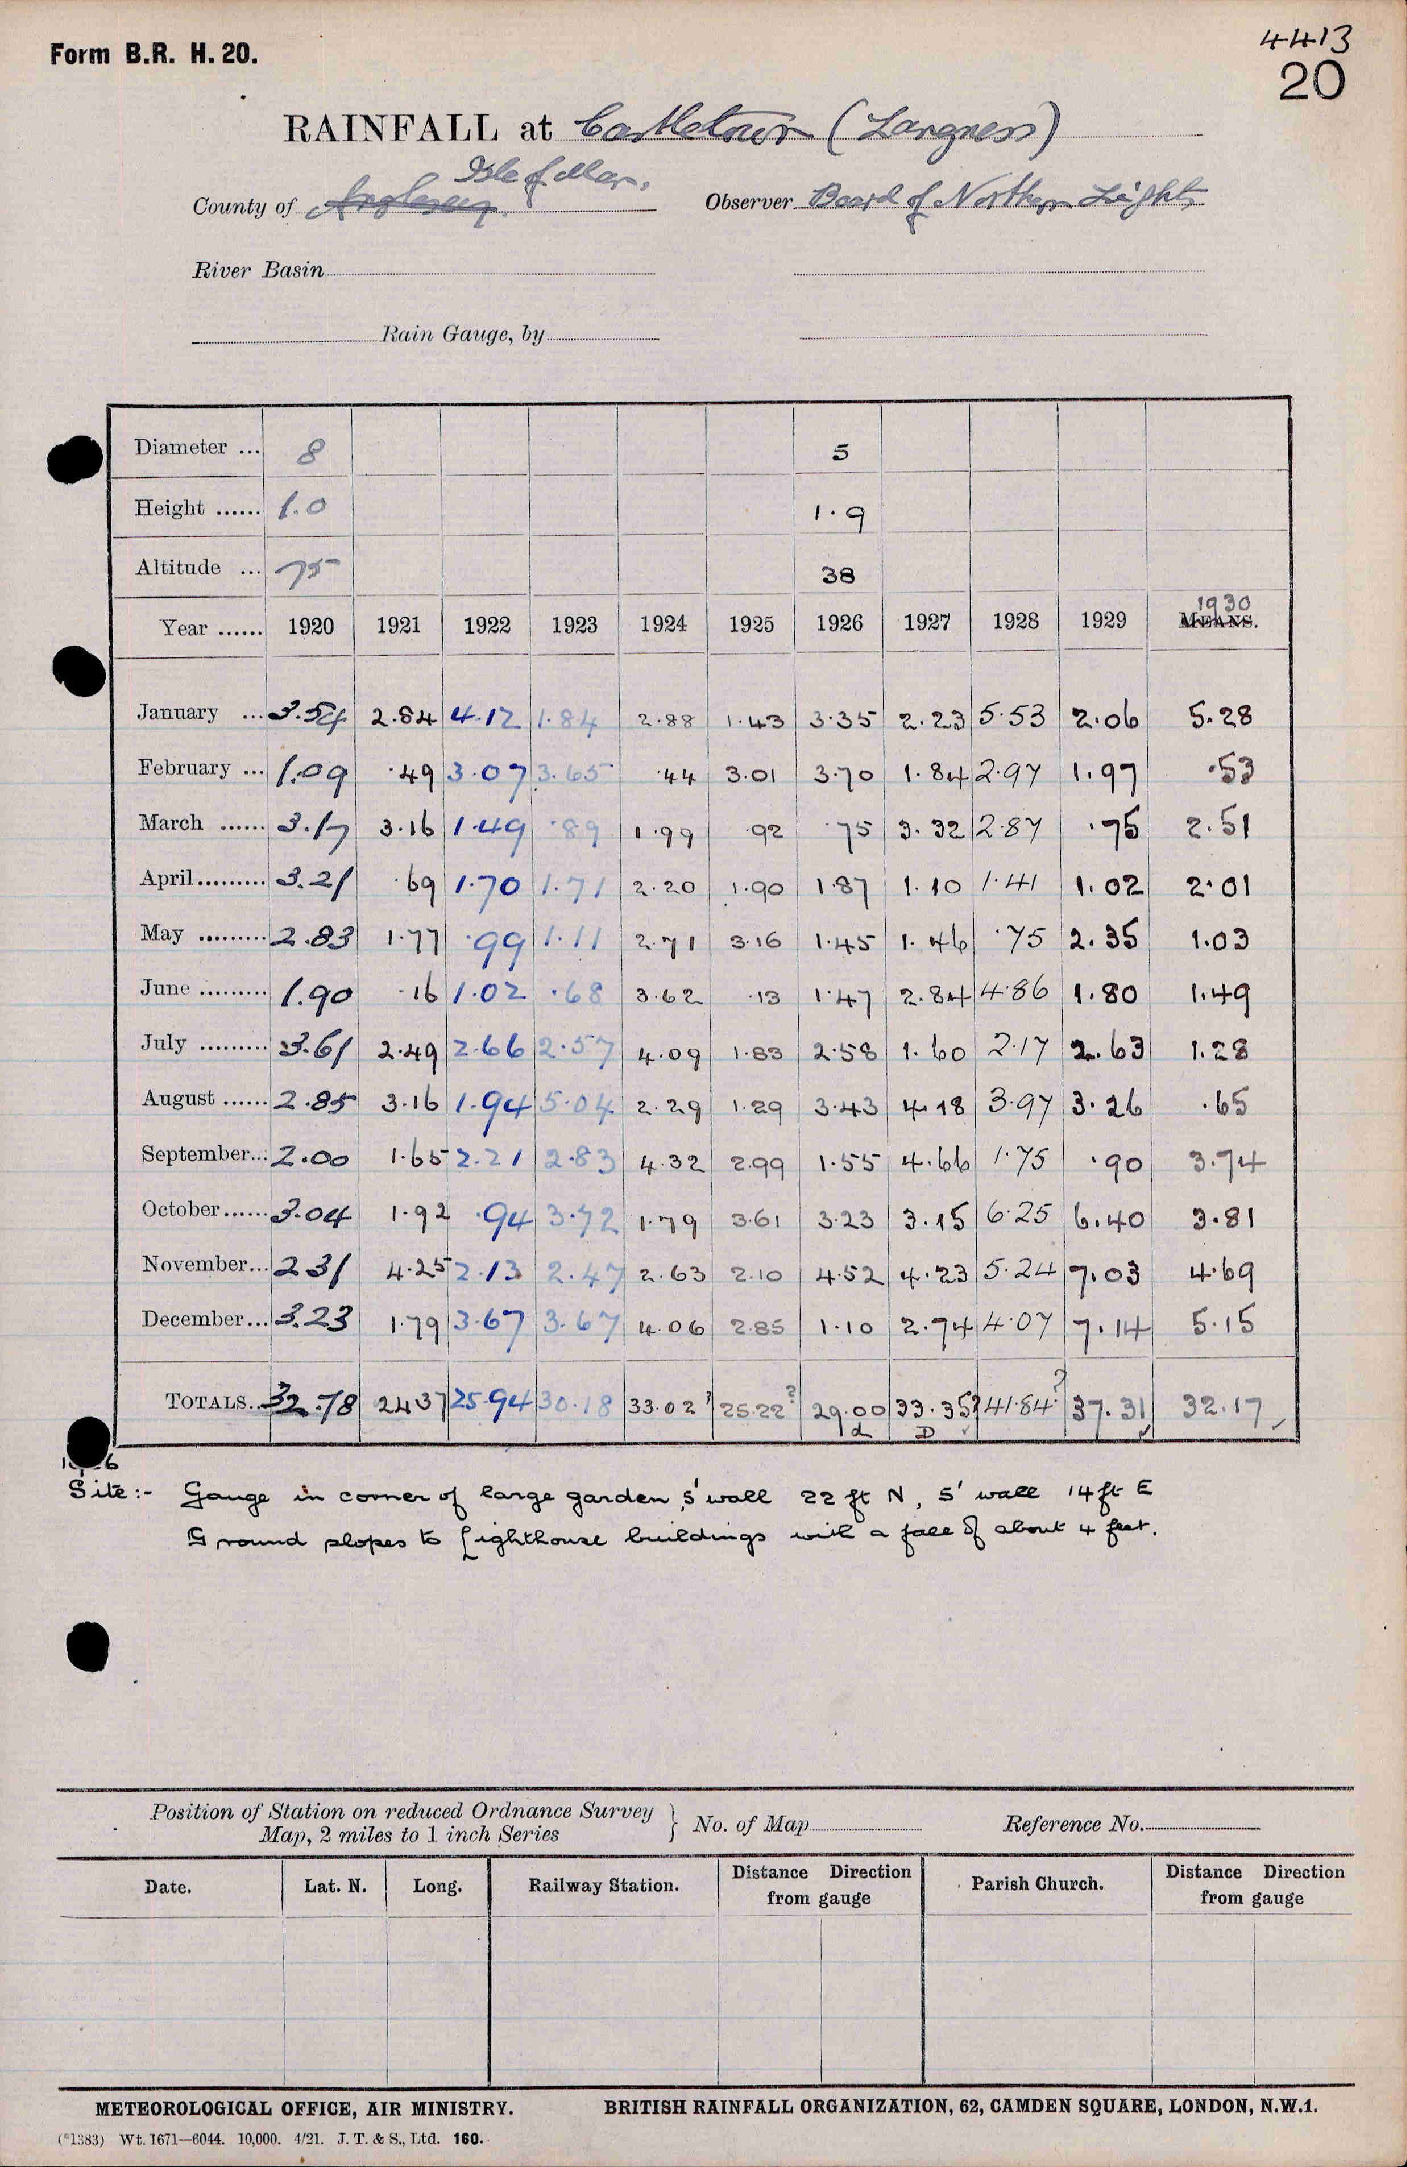 Form B.R. H. 20.
4413
20
RAINFALL at Castletown (Langness)
Isle of Man.
County of Anglesey. Observer Board of Northern Lights
River Basin
Rain Gauge, by
Diameter ... 8 5
Height ...... 1.0 1.9
Altitude ... 75 38
1930
Year ...... 1920 1921 1922 1923 1924 1925 1926 1927 1928 1929 MEANS.
January ... 3.54 2.84 4.12 1.84 2.88 1.43 3.35 2.23 5.53 2.06 5.28
February ... 1.09 .49 3.07 3.65 .44 3.01 3.70 1.84 2.97 1.97 .53
March ...... 3.17 3.16 1.49 .89 1.99 .92 .75 3.32 2.87 .75 2.51
April......... 3.21 .69 1.70 1.71 2.20 1.90 1.87 1.10 1.41 1.02 2.01
May ......... 2.83 1.77 .99 1.11 2.71 3.16 1.45 1.46 .75 2.35 1.03
June ......... 1.90 .16 1.02 .68 3.62 .13 1.47 2.84 4.86 1.80 1.49
July ......... 3.61 2.49 2.66 2.57 4.09 1.83 2.58 1.60 2.17 2.63 1.28
August ...... 2.85 3.16 1.94 5.04 2.29 1.29 3.43 4.18 3.97 3.26 .65
September... 2.00 1.65 2.21 2.83 4.32 2.99 1.55 4.66 1.75 .90 3.74
October ...... 3.04 1.92 .94 3.72 1.79 3.61 3.23 3.15 6.25 6.40 3.81
November... 2.31 4.25 2.13 2.47 2.63 2.10 4.52 4.23 5.24 7.03 4.69
December... 3.23 1.79 3.67 3.67 4.06 2.85 1.10 2.74 4.07 7.14 5.15
TOTALS... 32.78 24.37 25.94 30.18 33.02? 25.22? 29.00 33.35? 41.84? 37.31 32.17
d D
1926
Site:- Gauge in corner of large garden, 5' wall 22 ft N, 5' wall 14 ft E
Ground slopes to Lighthouse buildings with a fall of about 4 feet.
Position of Station on reduced Ordnance Survey
Map, 2 miles to 1 inch Series } No. of Map Reference No.
Date. Lat. N. Long. Railway Station. Distance Direction from gauge Parish Church. Distance Direction from gauge
METEOROLOGICAL OFFICE, AIR MINISTRY. BRITISH RAINFALL ORGANIZATION, 62, CAMDEN SQUARE, LONDON, N.W.1.
(*1383) Wt. 1671—6044. 10,000. 4/21. J. T. & S., Ltd. 160.